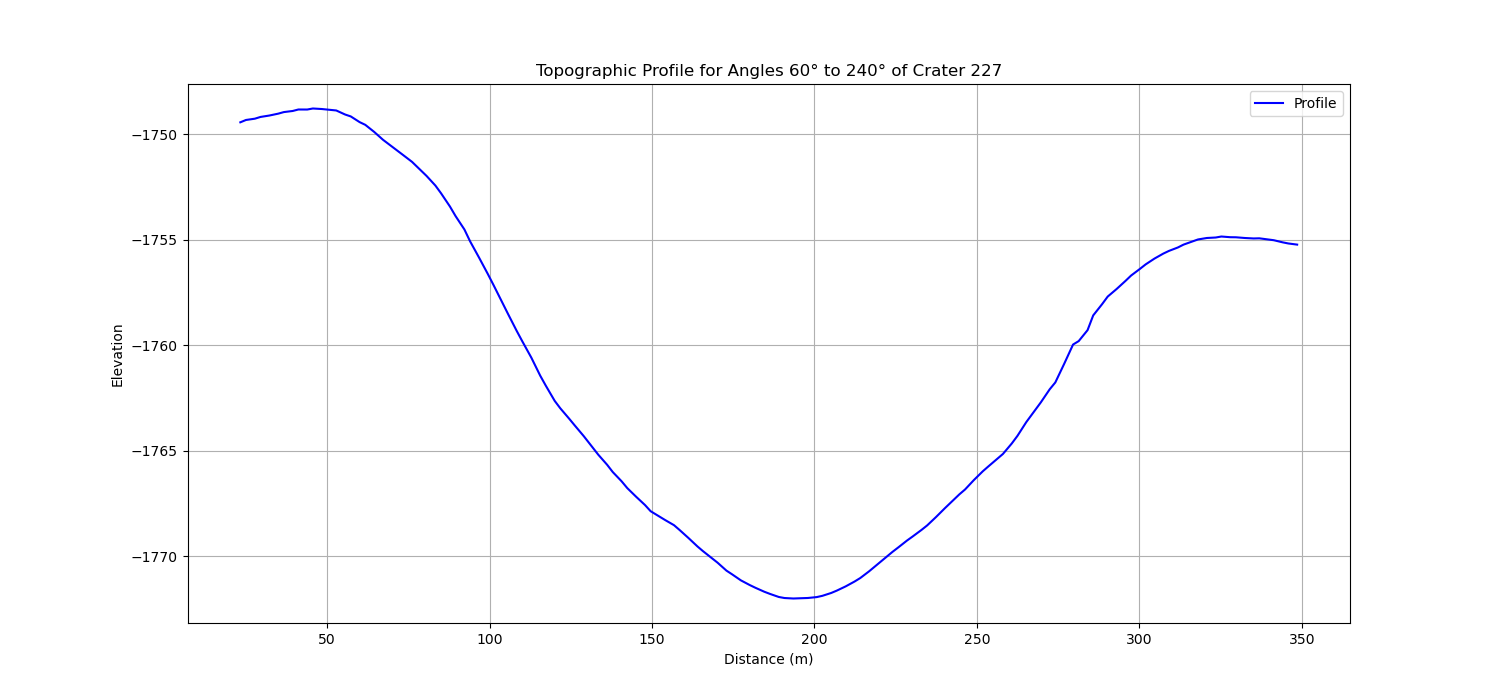 Topographic Profile for Angles 60° to 240° of Crater 227
Profile
−1750
−1755
−1760
−1765
−1770
Elevation
50 100 150 200 250 300 350
Distance (m)